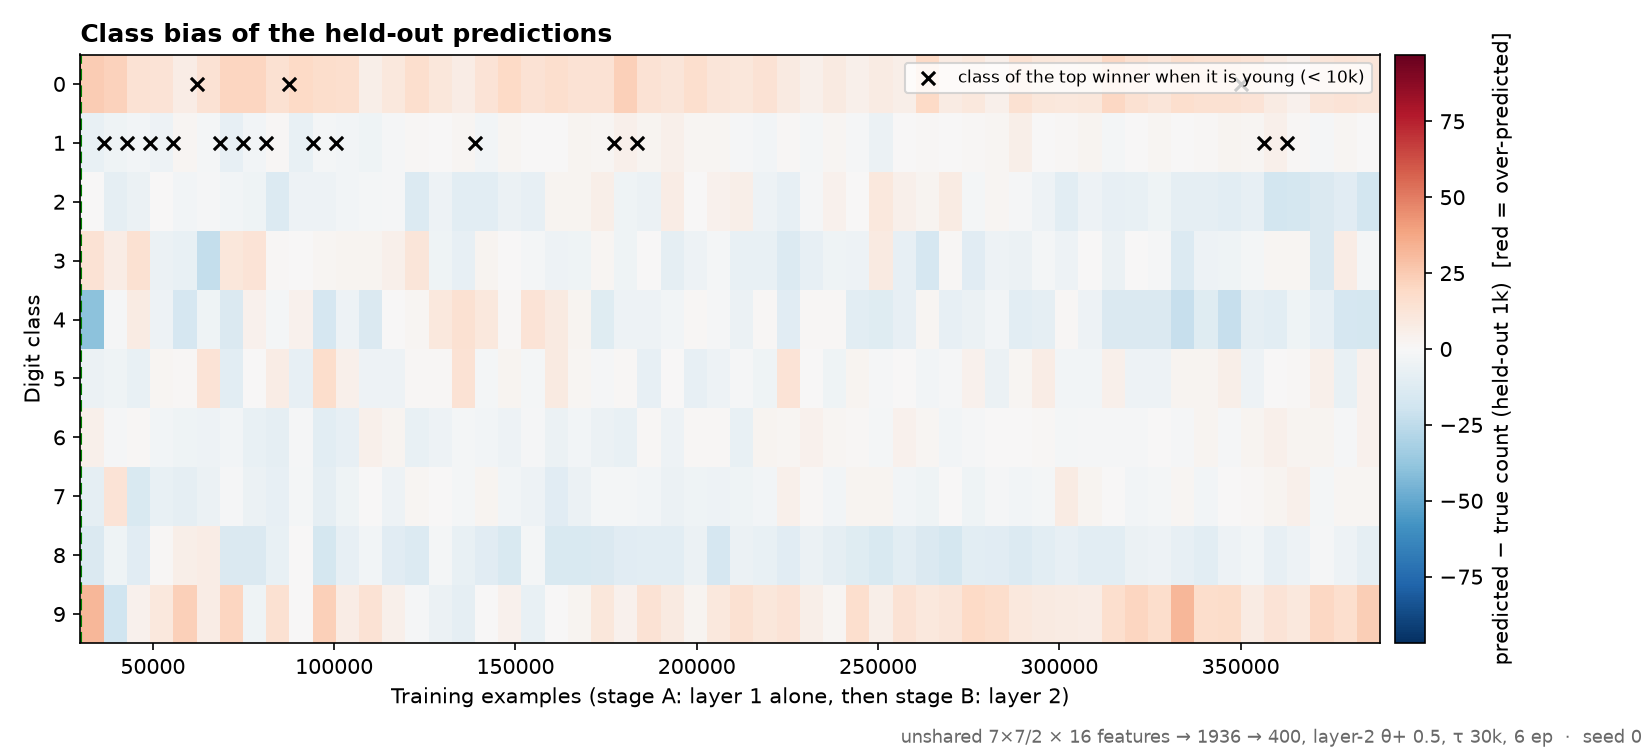 Class bias of the held-out predictions
class of the top winner when it is young (< 10k)
Digit class
0
1
2
3
4
5
6
7
8
9
50000 100000 150000 200000 250000 300000 350000
Training examples (stage A: layer 1 alone, then stage B: layer 2)
75
50
25
0
−25
−50
−75
predicted − true count (held-out 1k) [red = over-predicted]
unshared 7×7/2 × 16 features → 1936 → 400, layer-2 θ+ 0.5, τ 30k, 6 ep · seed 0